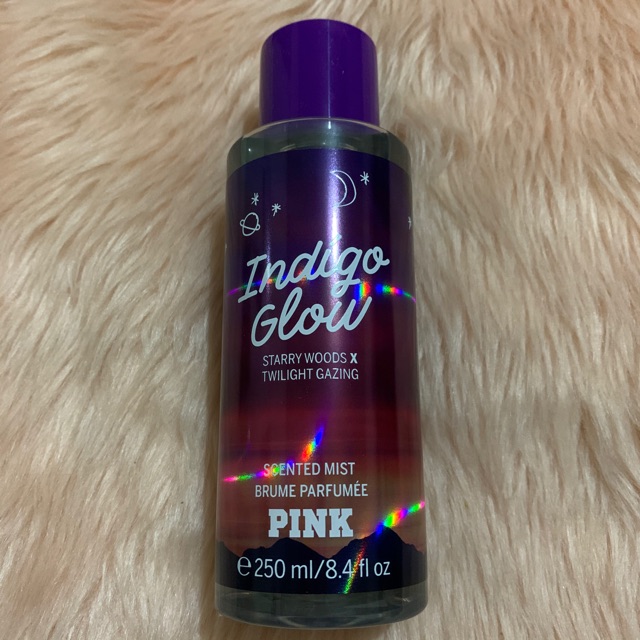 Indigo
Glow
STARRY WOODS X
TWILIGHT GAZING
SCENTED MIST
BRUME PARFUMÉE
PINK
℮ 250 ml/8.4 fl oz